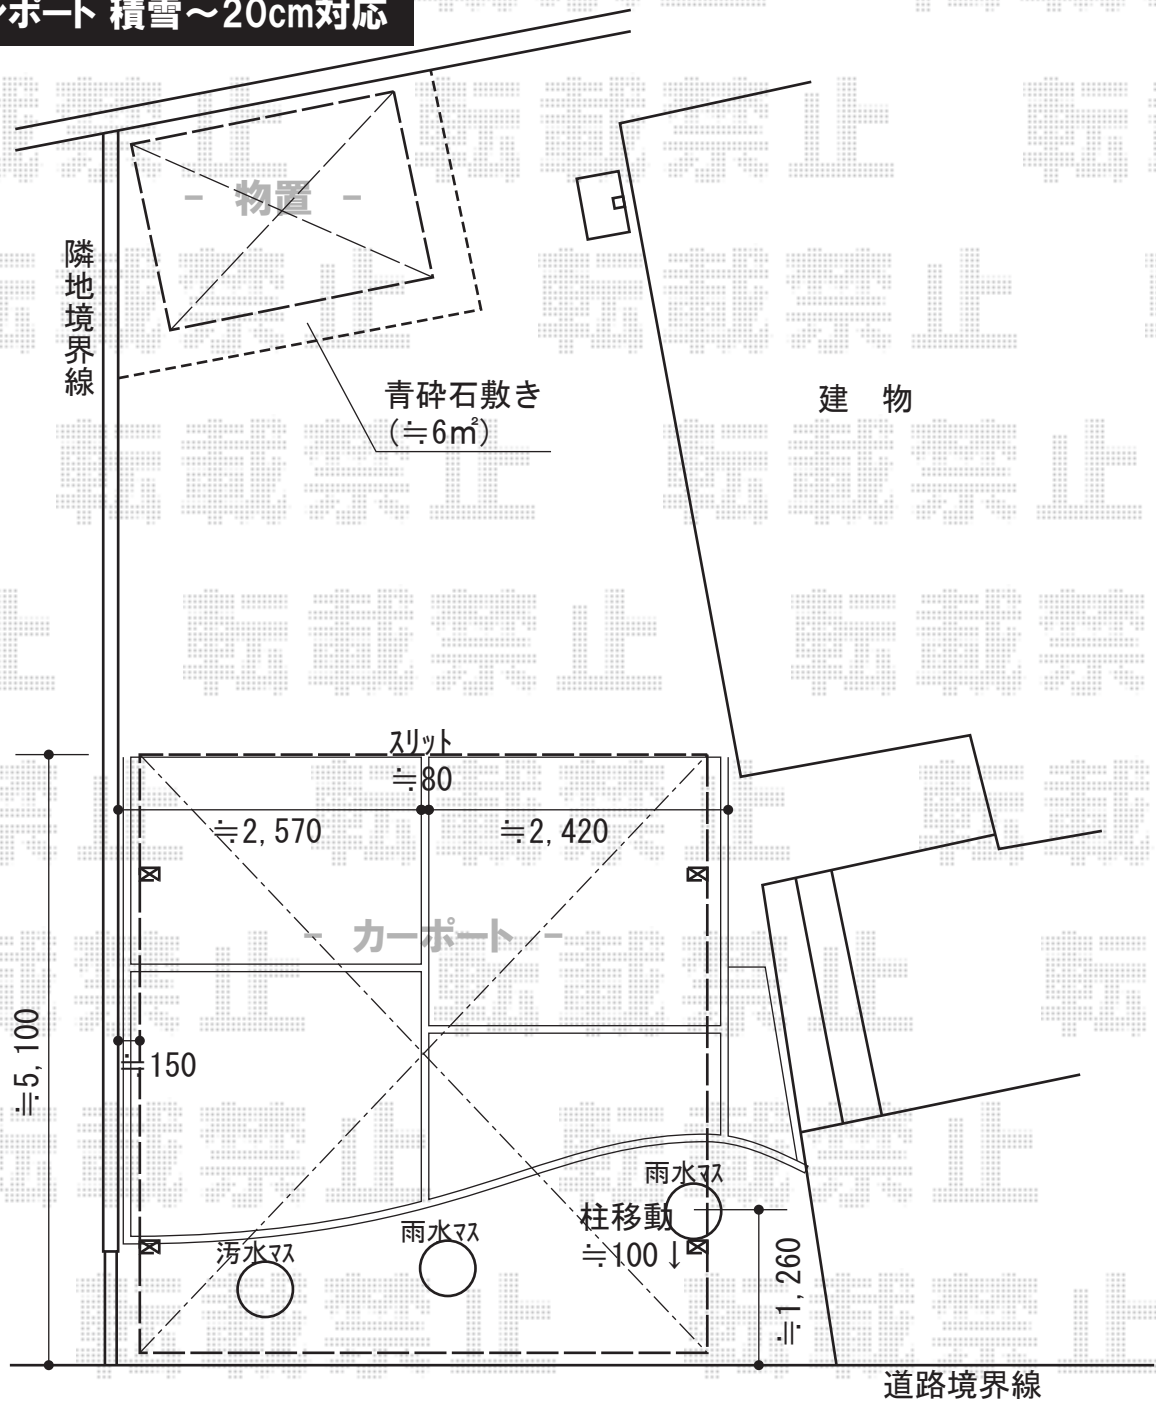 ンポート 積雪～20cm対応
- 物置 -
隣地境界線
青砕石敷き
(≒6㎡)
建 物
スリット
≒80
≒2,570
≒2,420
- カーポート -
≒5,100
≒150
雨水マス
柱移動
≒100↓
雨水マス
汚水マス
≒1,260
道路境界線
転載禁止